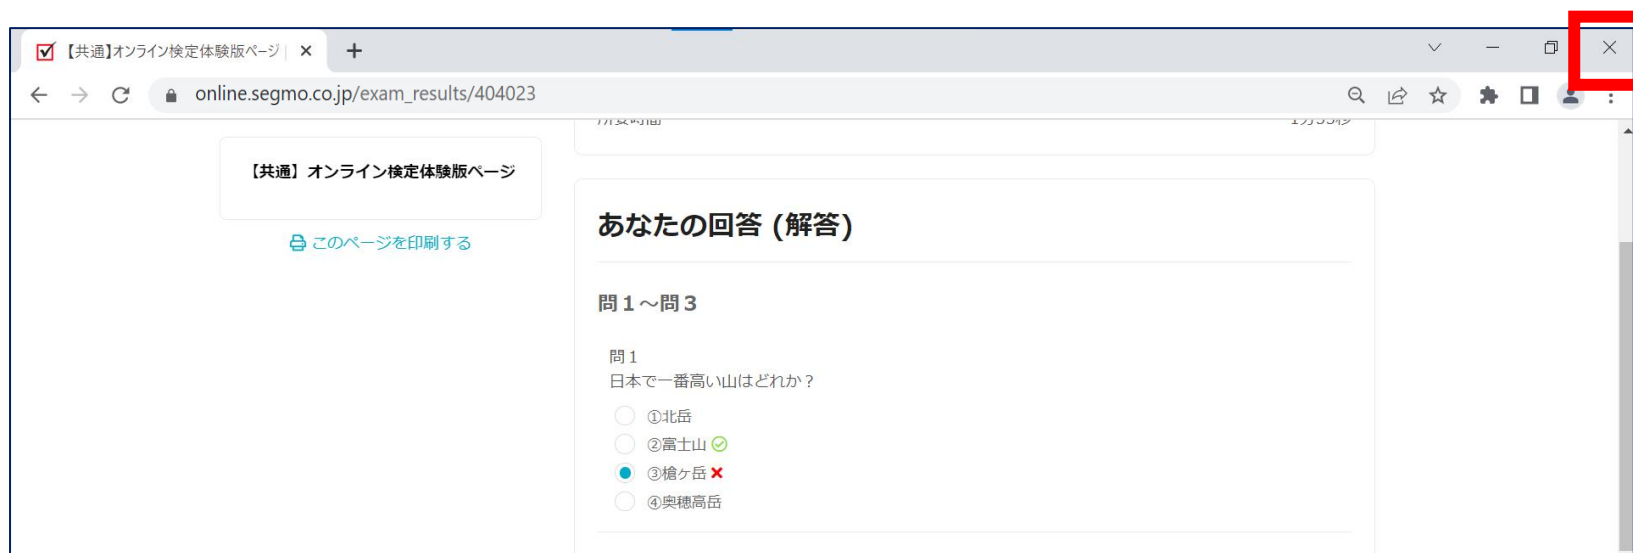 【共通】オンライン検定体験版ページ
online.segmo.co.jp/exam_results/404023
所要時間
【共通】オンライン検定体験版ページ
このページを印刷する
あなたの回答 (解答)
問１～問３
問１
日本で一番高い山はどれか？
①北岳
②富士山
③槍ヶ岳
④奥穂高岳